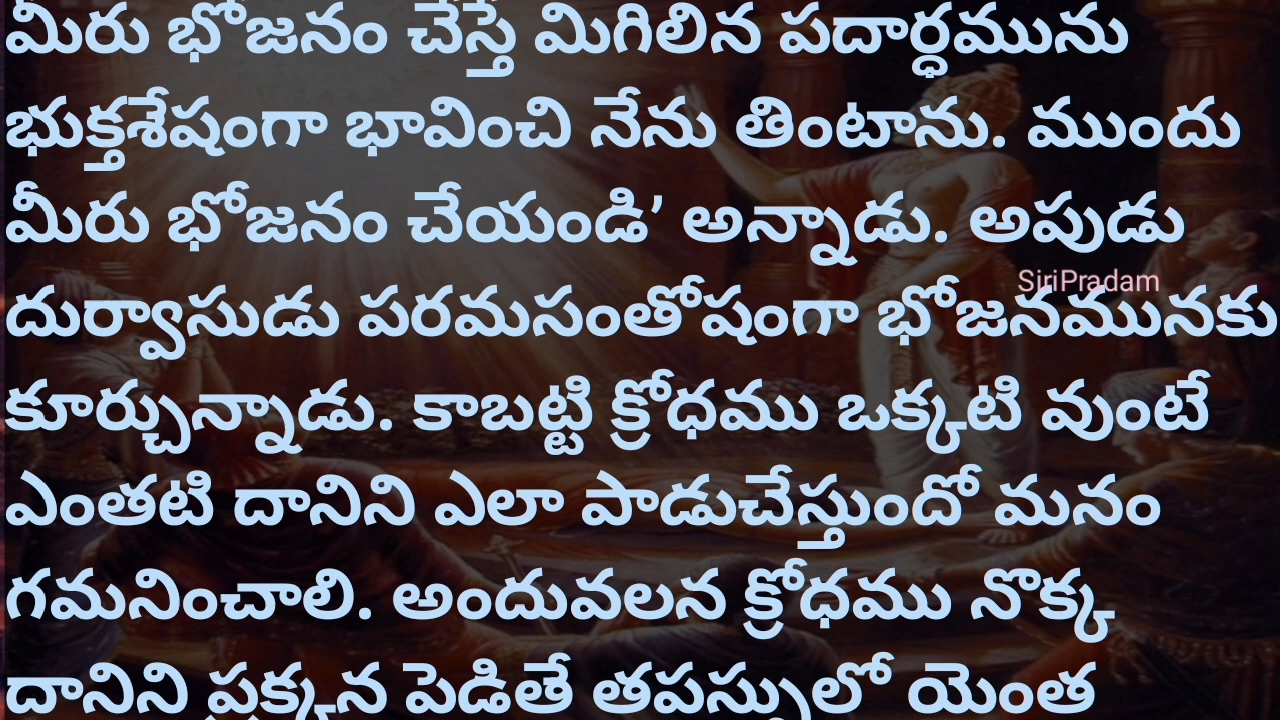 మీరు భోజనం చేస్తే మిగిలిన పదార్ధమును
భుక్తశేషంగా భావించి నేను తింటాను. ముందు
మీరు భోజనం చేయండి’ అన్నాడు. అపుడు
SiriPradam
దుర్వాసుడు పరమసంతోషంగా భోజనమునకు
కూర్చున్నాడు. కాబట్టి క్రోధము ఒక్కటి వుంటే
ఎంతటి దానిని ఎలా పాడుచేస్తుందో మనం
గమనించాలి. అందువలన క్రోధము నొక్క
దానిని ప్రక్కన పెడితే తపస్సులో యెంత